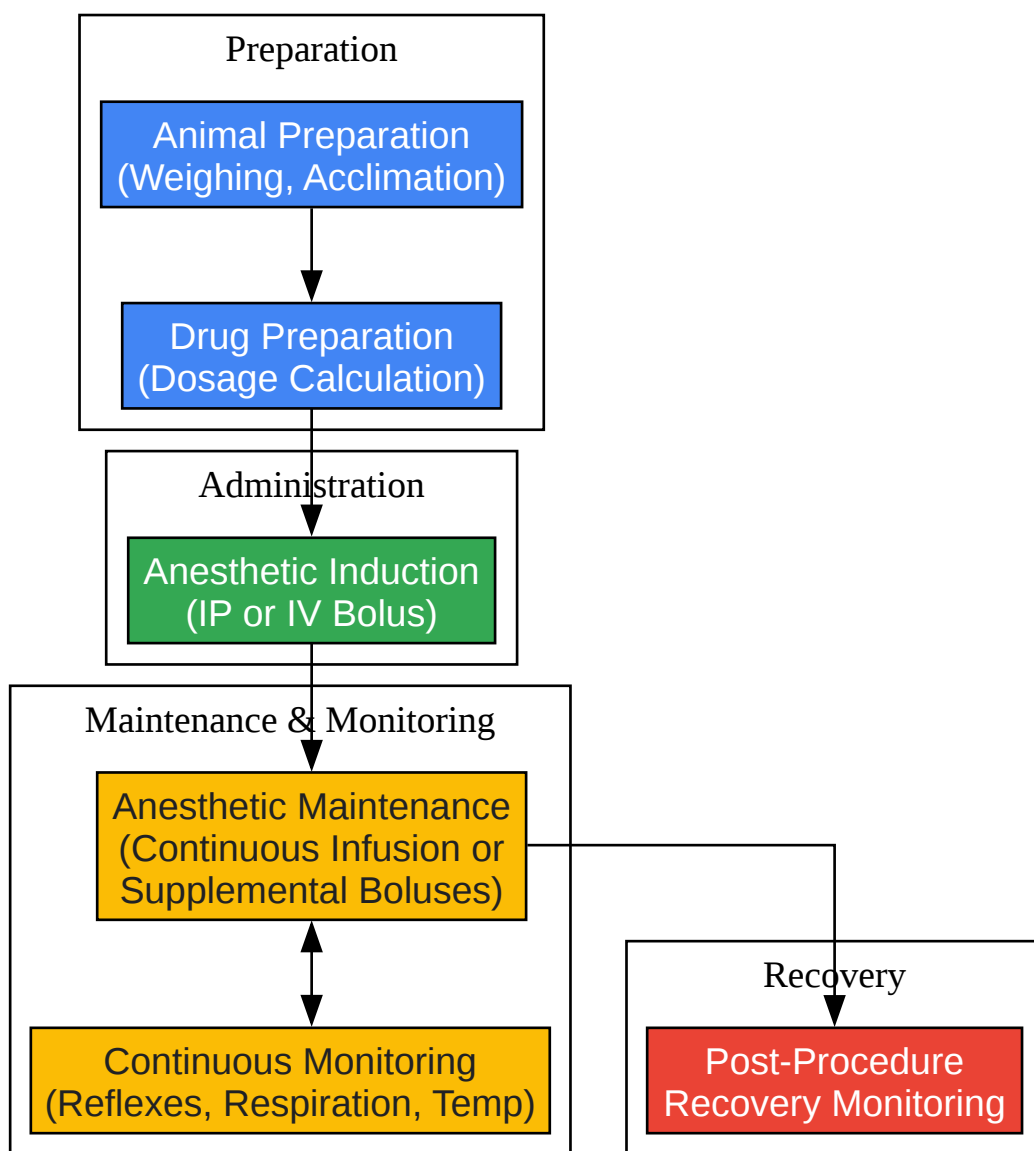 Preparation
Animal Preparation
(Weighing, Acclimation)
Drug Preparation
(Dosage Calculation)
Administration
Anesthetic Induction
(IP or IV Bolus)
Maintenance & Monitoring
Anesthetic Maintenance
(Continuous Infusion or
Supplemental Boluses)
Continuous Monitoring
(Reflexes, Respiration, Temp)
Recovery
Post-Procedure
Recovery Monitoring